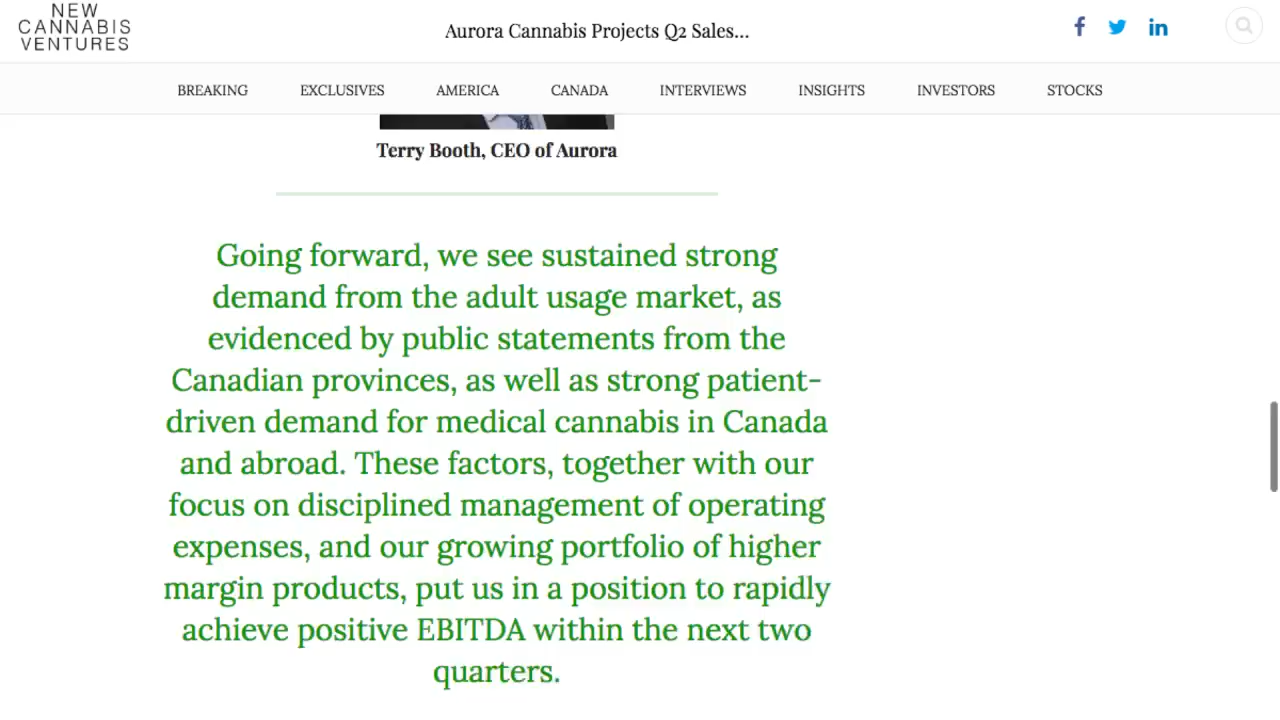 NEW
CANNABIS
VENTURES
Aurora Cannabis Projects Q2 Sales...
BREAKING
EXCLUSIVES
AMERICA
CANADA
INTERVIEWS
INSIGHTS
INVESTORS
STOCKS
Terry Booth, CEO of Aurora
Going forward, we see sustained strong
demand from the adult usage market, as
evidenced by public statements from the
Canadian provinces, as well as strong patient-
driven demand for medical cannabis in Canada
and abroad. These factors, together with our
focus on disciplined management of operating
expenses, and our growing portfolio of higher
margin products, put us in a position to rapidly
achieve positive EBITDA within the next two
quarters.